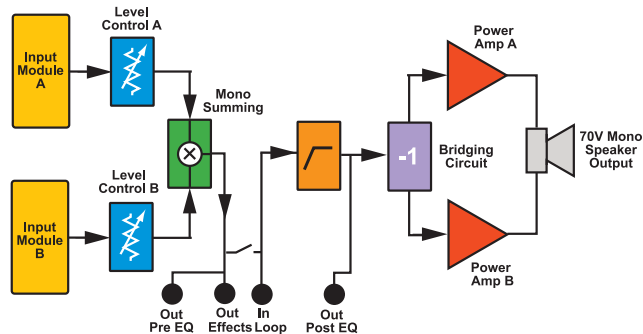 Level
Control A
Input
Module
A
Mono
Summing
Power
Amp A
-1
Bridging
Circuit
70V Mono
Speaker
Output
Level
Control B
Input
Module
B
Power
Amp B
Out
Pre EQ
Out
Effects
In
Loop
Out
Post EQ